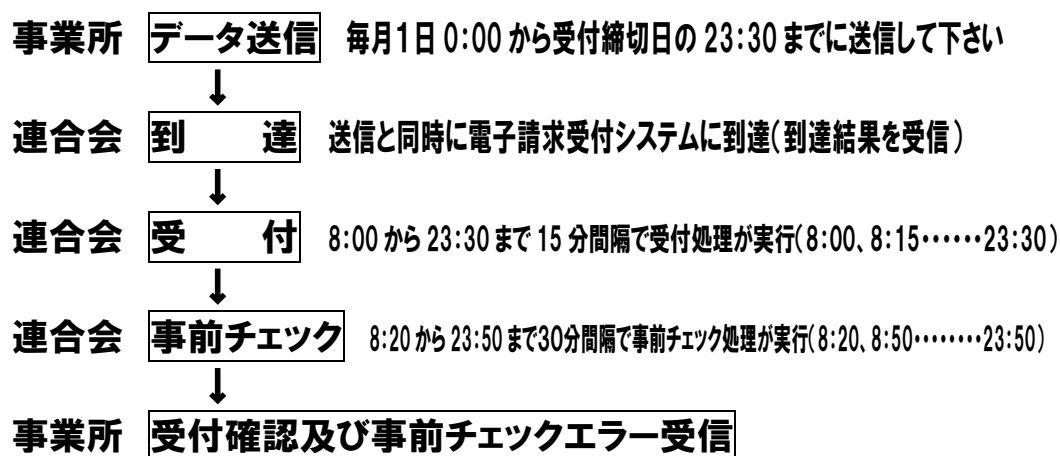 事業所 データ送信 毎月1日 0:00 から受付締切日の 23:30 までに送信して下さい
↓
連合会 到 達 送信と同時に電子請求受付システムに到達(到達結果を受信)
↓
連合会 受 付 8:00 から 23:30 まで 15 分間隔で受付処理が実行(8:00、8:15・・・・・・23:30)
↓
連合会 事前チェック 8:20 から 23:50 まで30分間隔で事前チェック処理が実行(8:20、8:50・・・・・・・・23:50)
↓
事業所 受付確認及び事前チェックエラー受信